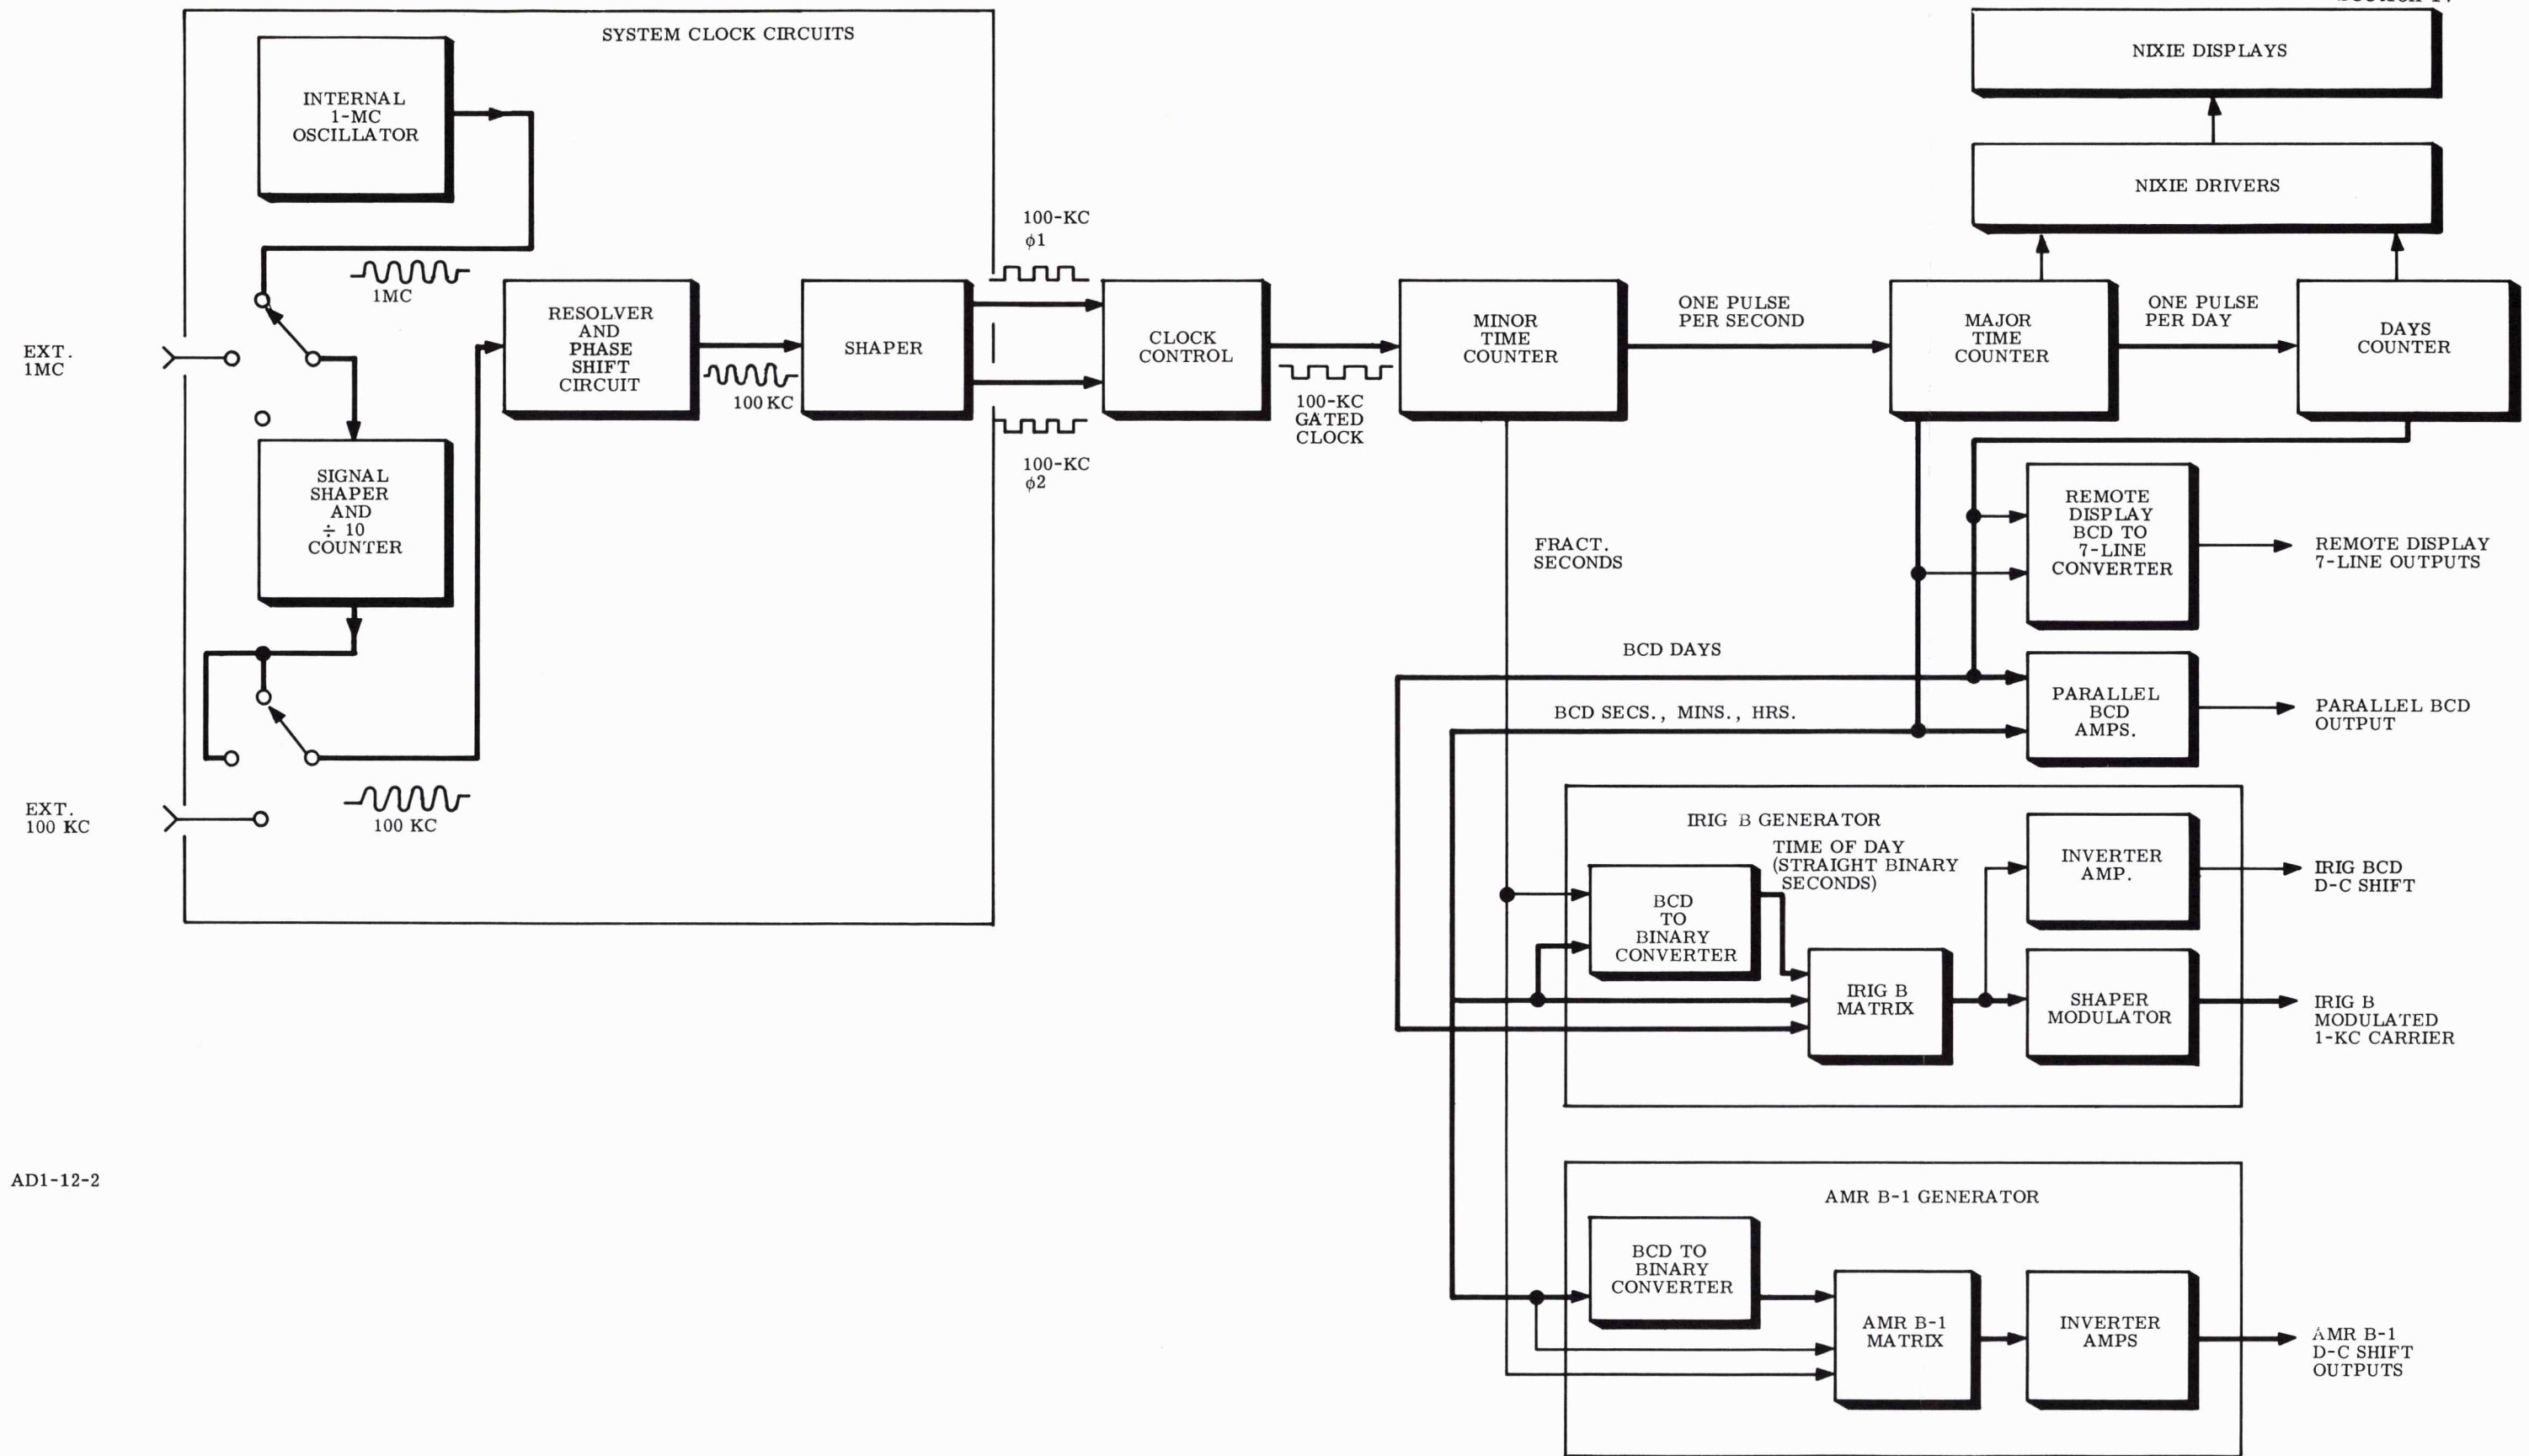 SYSTEM CLOCK CIRCUITS
INTERNAL
1-MC
OSCILLATOR
1MC
EXT.
1MC
SIGNAL
SHAPER
AND
÷ 10
COUNTER
EXT.
100 KC
100 KC
RESOLVER
AND
PHASE
SHIFT
CIRCUIT
100 KC
SHAPER
100-KC
ϕ1
100-KC
ϕ2
CLOCK
CONTROL
100-KC
GATED
CLOCK
MINOR
TIME
COUNTER
ONE PULSE
PER SECOND
MAJOR
TIME
COUNTER
ONE PULSE
PER DAY
DAYS
COUNTER
NIXIE DISPLAYS
NIXIE DRIVERS
FRACT.
SECONDS
REMOTE
DISPLAY
BCD TO
7-LINE
CONVERTER
REMOTE DISPLAY
7-LINE OUTPUTS
BCD DAYS
BCD SECS., MINS., HRS.
PARALLEL
BCD
AMPS.
PARALLEL BCD
OUTPUT
IRIG B GENERATOR
TIME OF DAY
(STRAIGHT BINARY
SECONDS)
BCD
TO
BINARY
CONVERTER
IRIG B
MATRIX
INVERTER
AMP.
IRIG BCD
D-C SHIFT
SHAPER
MODULATOR
IRIG B
MODULATED
1-KC CARRIER
AMR B-1 GENERATOR
BCD TO
BINARY
CONVERTER
AMR B-1
MATRIX
INVERTER
AMPS
AMR B-1
D-C SHIFT
OUTPUTS
AD1-12-2